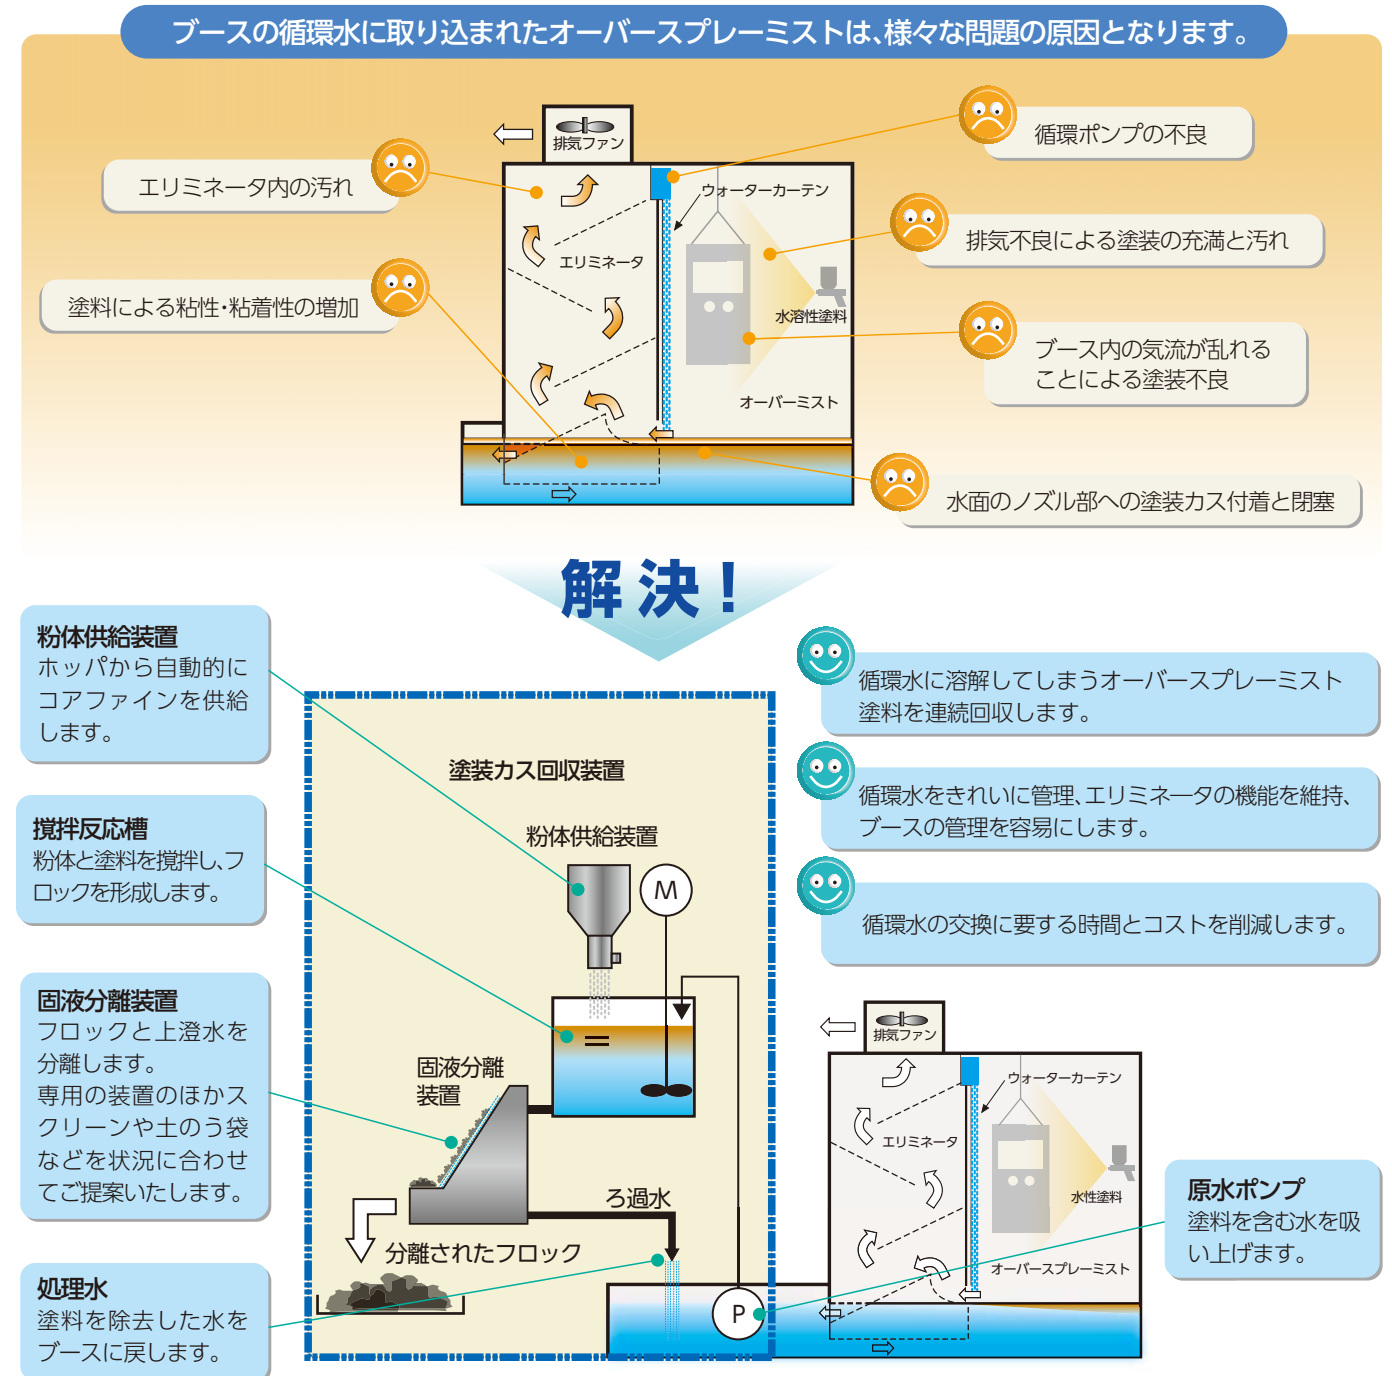 ブースの循環水に取り込まれたオーバースプレーミストは、様々な問題の原因となります。
排気ファン
循環ポンプの不良
エリミネータ内の汚れ
ウォーターカーテン
排気不良による塗装の充満と汚れ
エリミネータ
塗料による粘性・粘着性の増加
水溶性塗料
ブース内の気流が乱れる
ことによる塗装不良
オーバーミスト
水面のノズル部への塗装カス付着と閉塞
解決！
粉体供給装置
ホッパから自動的に
コアファインを供給
します。
循環水に溶解してしまうオーバースプレーミスト
塗料を連続回収します。
塗装カス回収装置
循環水をきれいに管理、エリミネータの機能を維持、
ブースの管理を容易にします。
撹拌反応槽
粉体と塗料を撹拌し、フ
ロックを形成します。
粉体供給装置
M
循環水の交換に要する時間とコストを削減します。
固液分離装置
フロックと上澄水を
分離します。
専用の装置のほかス
クリーンや土のう袋
などを状況に合わせ
てご提案いたします。
固液分離
装置
排気ファン
ウォーターカーテン
エリミネータ
水性塗料
オーバースプレーミスト
ろ過水
分離されたフロック
原水ポンプ
塗料を含む水を吸
い上げます。
処理水
塗料を除去した水を
ブースに戻します。
P